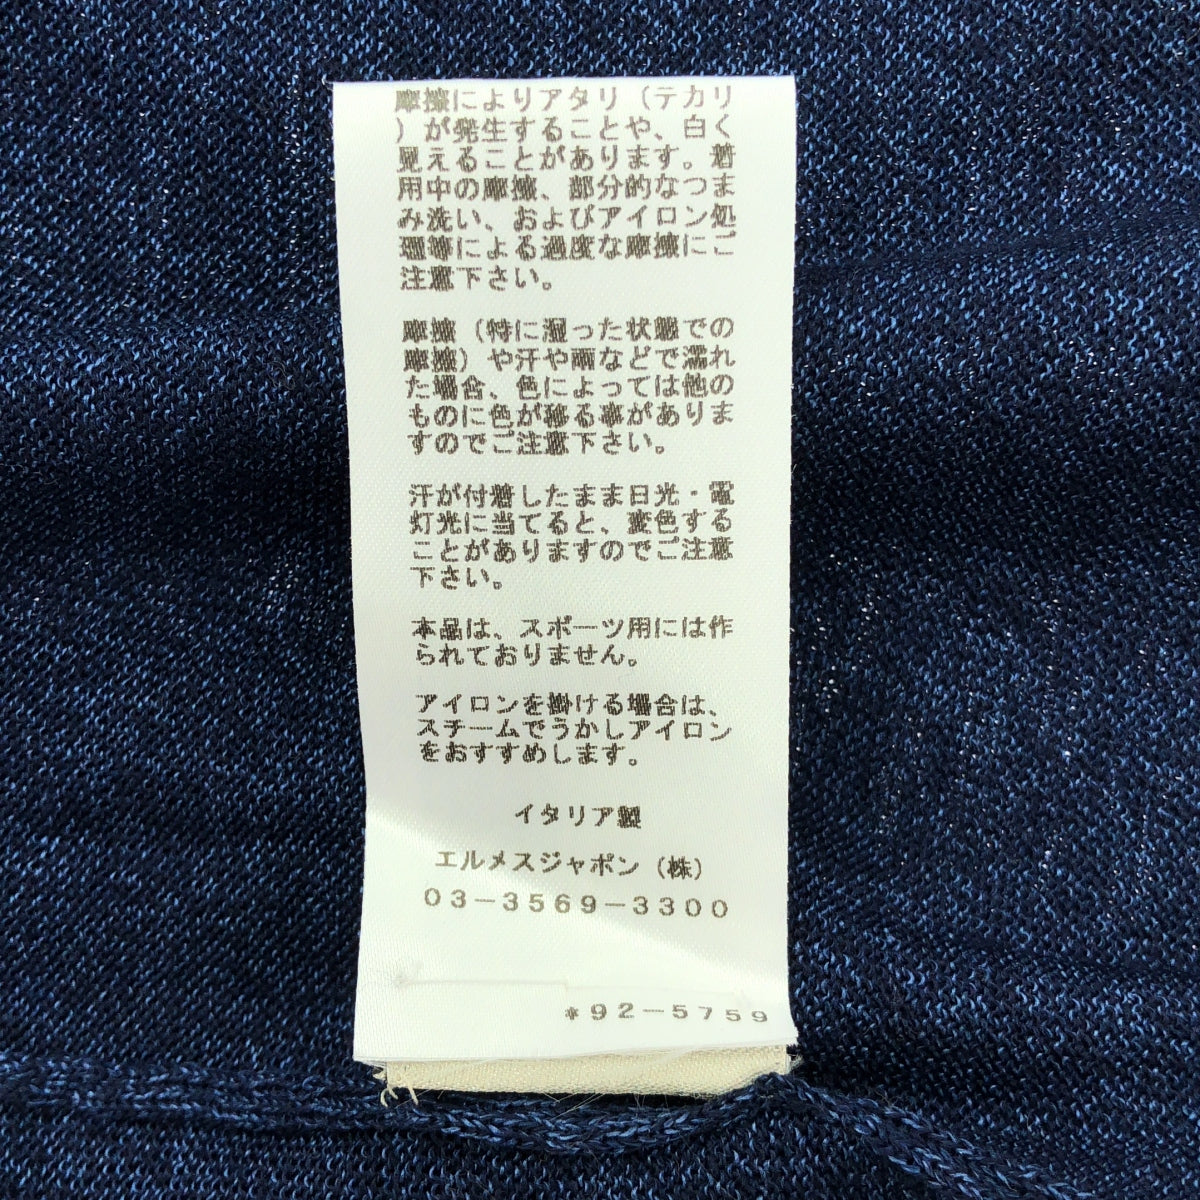 摩擦によりアタリ（テカリ
）が発生することや、白く
見えることがあります。着
用中の摩擦、部分的なつま
み洗い、およびアイロン処
理等による過度な摩擦にご
注意下さい。
摩擦（特に湿った状態での
摩擦）や汗や雨などで濡れ
た場合、色によっては他の
ものに色が移る事がありま
すのでご注意下さい。
汗が付着したまま日光・電
灯光に当てると、変色する
ことがありますのでご注意
下さい。
本品は、スポーツ用には作
られておりません。
アイロンを掛ける場合は、
スチームでうかしアイロン
をおすすめします。
イタリア製
エルメスジャポン（株）
03-3569-3300
*92-5759